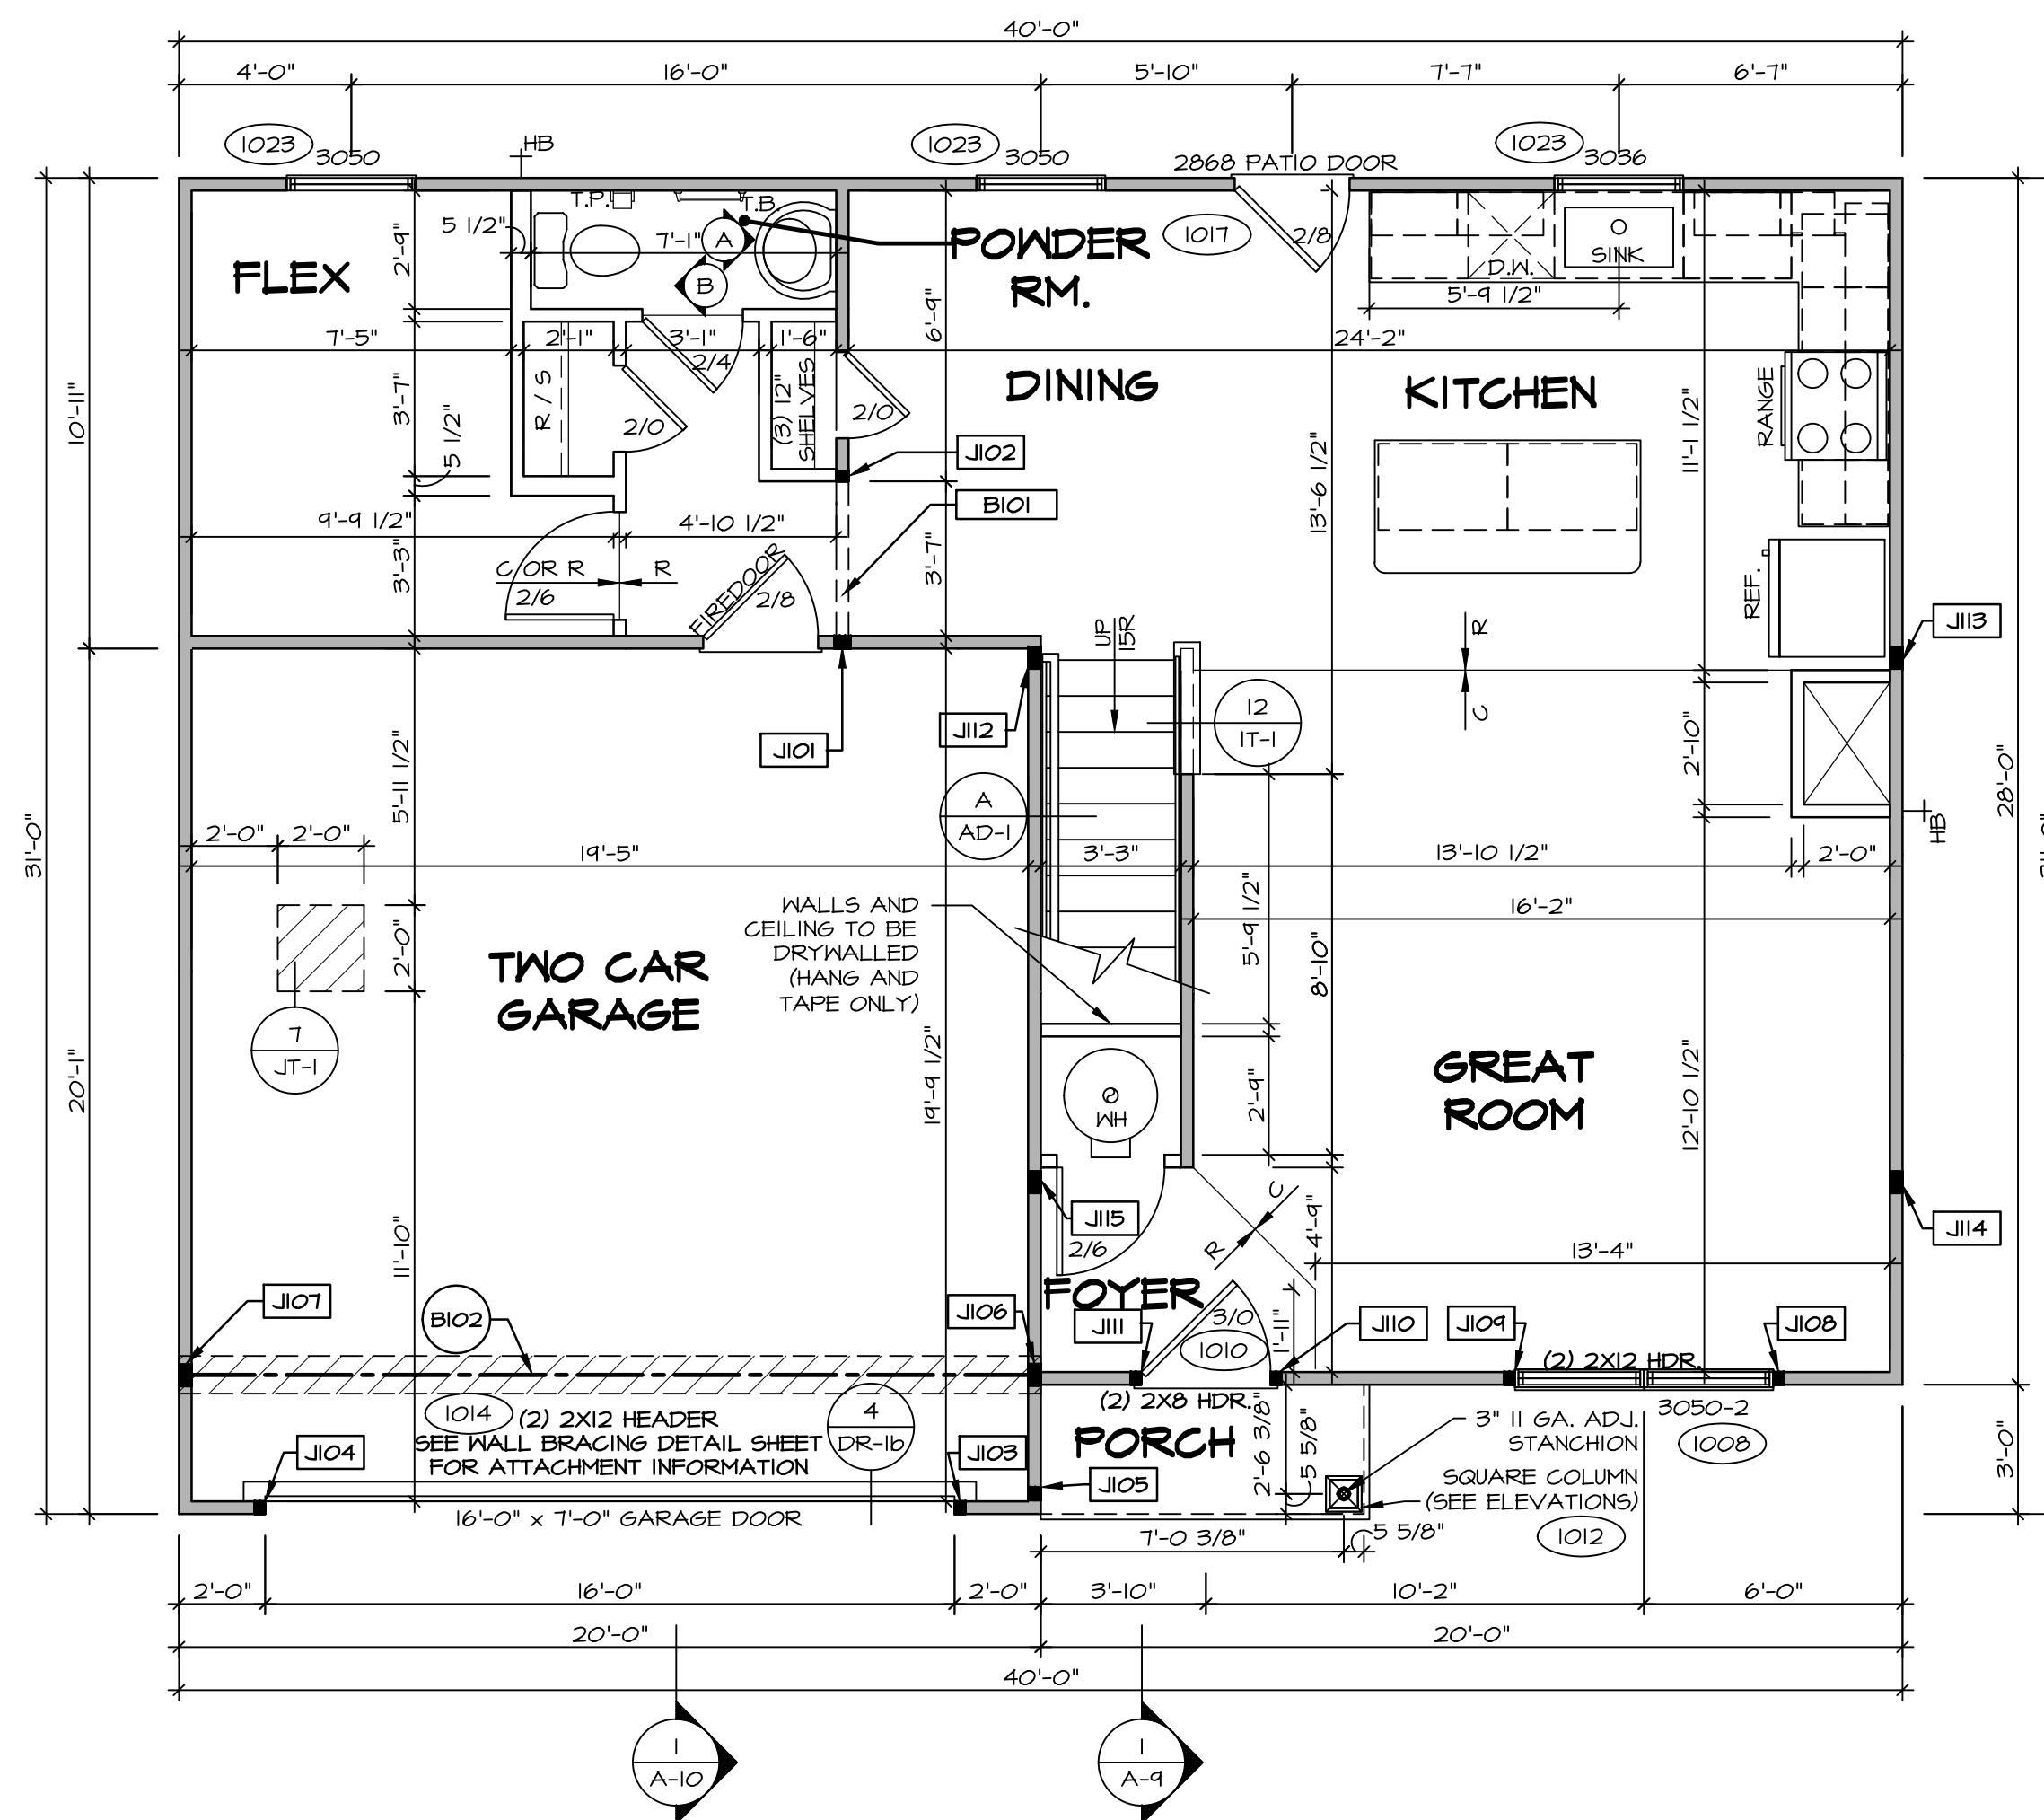 40'-0"
4'-0" 16'-0" 5'-10" 7'-7" 6'-7"
1023 3050 HB 1023 3050 2868 PATIO DOOR 1023 3036
T.P. T.B.
5 1/2" 7'-1" A
2'-9"
B
FLEX
POWDER
RM.
1017 2/8 D.W. SINK
5'-9 1/2"
7'-5" 2'-1" 3'-1" 1'-6" 24'-2"
2/4
6'-9"
10'-11"
3'-7"
5 1/2"
R / S
2/0
(3) 12"
SHELVES
2/0
DINING
KITCHEN
RANGE
11'-1 1/2"
13'-6 1/2"
J102
B101
9'-9 1/2" 4'-10 1/2"
3'-3"
C OR R R
2/6
FIREDOOR
2/8
3'-7"
REF.
J113
UP
15R
R
C
J101
J112
12
1T-1
5'-11 1/2"
A
AD-1
2'-10"
HB
31'-0"
28'-0"
2'-0" 2'-0"
19'-5" 3'-3" 13'-10 1/2" 2'-0"
16'-2"
2'-0"
7
JT-1
TWO CAR
GARAGE
WALLS AND
CEILING TO BE
DRYWALLED
(HANG AND
TAPE ONLY)
5'-9 1/2"
8'-10"
20'-1"
19'-9 1/2"
WH
2'-9"
GREAT
ROOM
12'-10 1/2"
11'-10"
J115
2/6
C
R
4'-9"
J114
13'-4"
FOYER
J107
B102
J106
J111
3/0
1010
1'-11"
J110
J109
J108
(2) 2X12 HDR.
1014
(2) 2X12 HEADER
SEE WALL BRACING DETAIL SHEET
FOR ATTACHMENT INFORMATION
4
DR-1b
(2) 2X8 HDR.
PORCH
2'-6 3/8"
5 5/8"
3050-2
1008
3" 11 GA. ADJ.
STANCHION
SQUARE COLUMN
(SEE ELEVATIONS)
1012
3'-0"
J104
J103
J105
16'-0" x 7'-0" GARAGE DOOR
7'-0 3/8" 5 5/8"
2'-0" 16'-0" 2'-0" 3'-10" 10'-2" 6'-0"
20'-0" 20'-0"
40'-0"
1
A-10
1
A-9